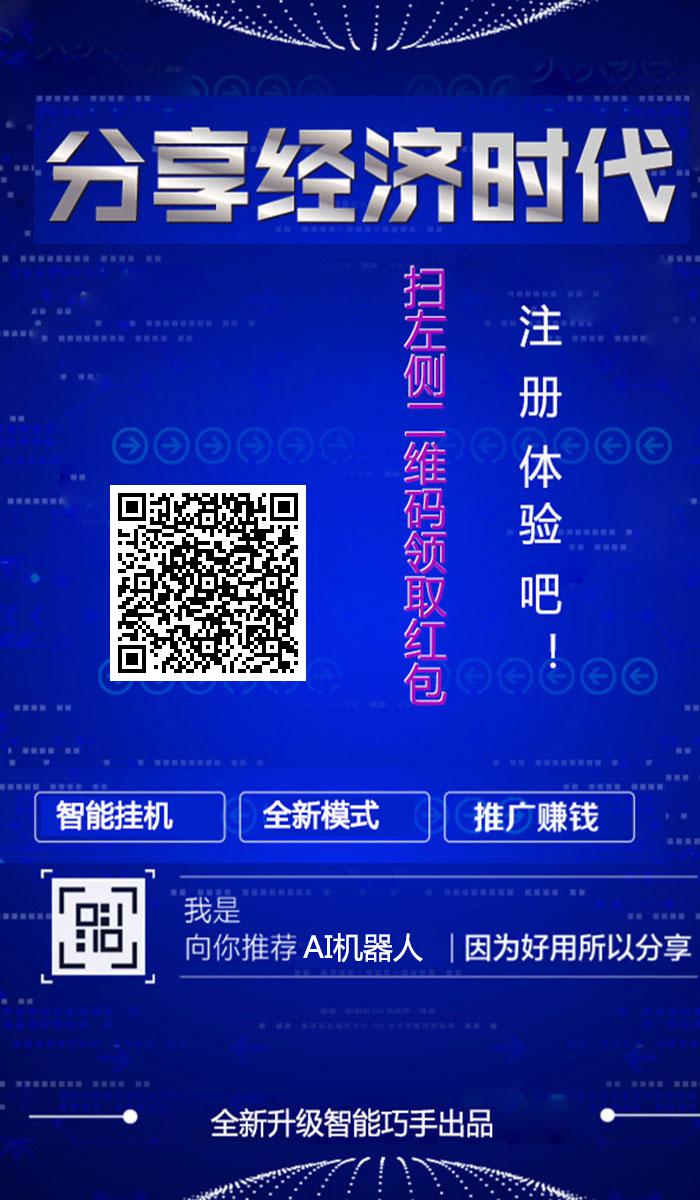 分享经济时代
扫左侧二维码领取红包
注册体验吧！
智能挂机
全新模式
推广赚钱
我是
向你推荐 AI机器人 | 因为好用所以分享
全新升级智能巧手出品